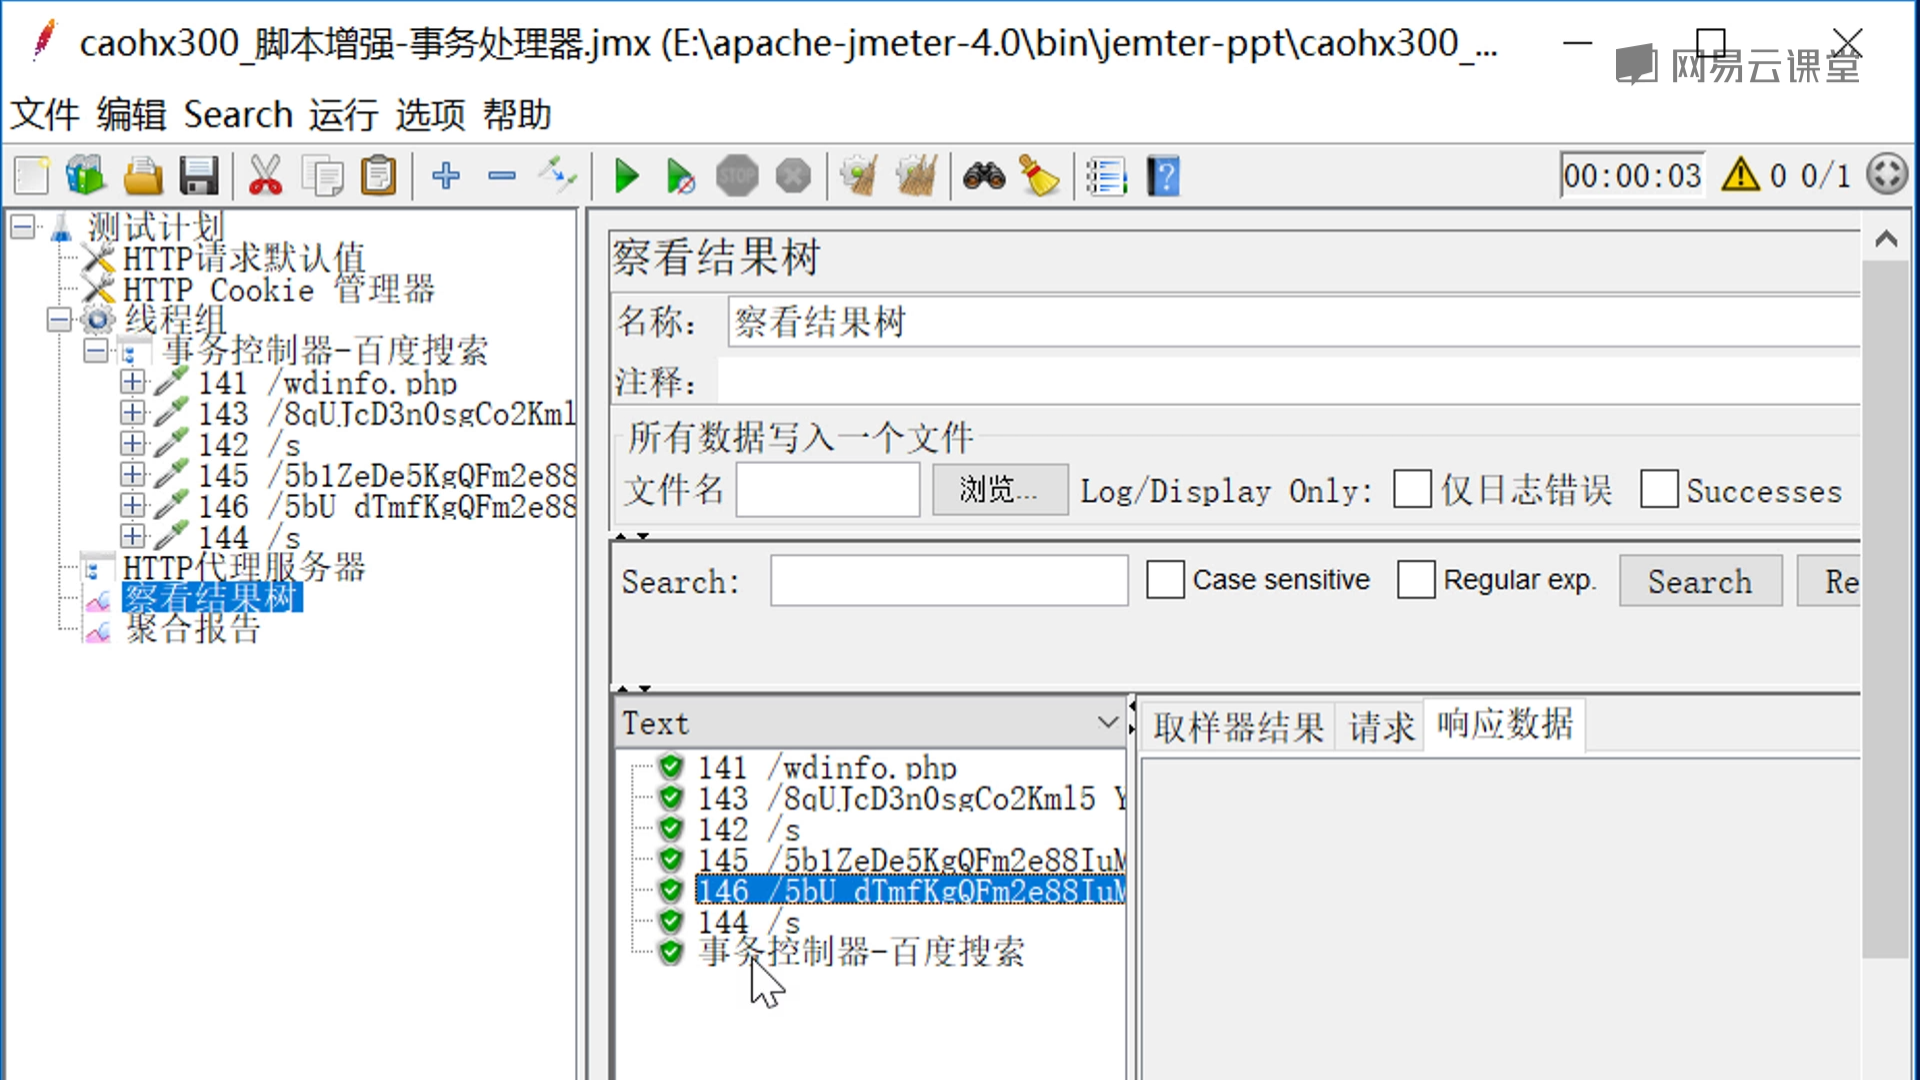 caohx300_脚本增强-事务处理器.jmx (E:\apache-jmeter-4.0\bin\jemter-ppt\caohx300_...
网易云课堂
文件 编辑 Search 运行 选项 帮助
STOP
00:00:03
0 0/1
测试计划
HTTP请求默认值
HTTP Cookie 管理器
线程组
事务控制器-百度搜索
141 /wdinfo.php
143 /8qUJcD3n0sgCo2Kml
142 /s
145 /5b1ZeDe5KgQFm2e88
146 /5bU_dTmfKgQFm2e88
144 /s
HTTP代理服务器
察看结果树
聚合报告
察看结果树
名称: 察看结果树
注释:
所有数据写入一个文件
文件名 浏览... Log/Display Only: 仅日志错误 Successes
Search: Case sensitive Regular exp. Search Re
Text
取样器结果 请求 响应数据
141 /wdinfo.php
143 /8qUJcD3n0sgCo2Kml5_Y
142 /s
145 /5b1ZeDe5KgQFm2e88IuM
146 /5bU_dTmfKgQFm2e88IuM
144 /s
事务控制器-百度搜索